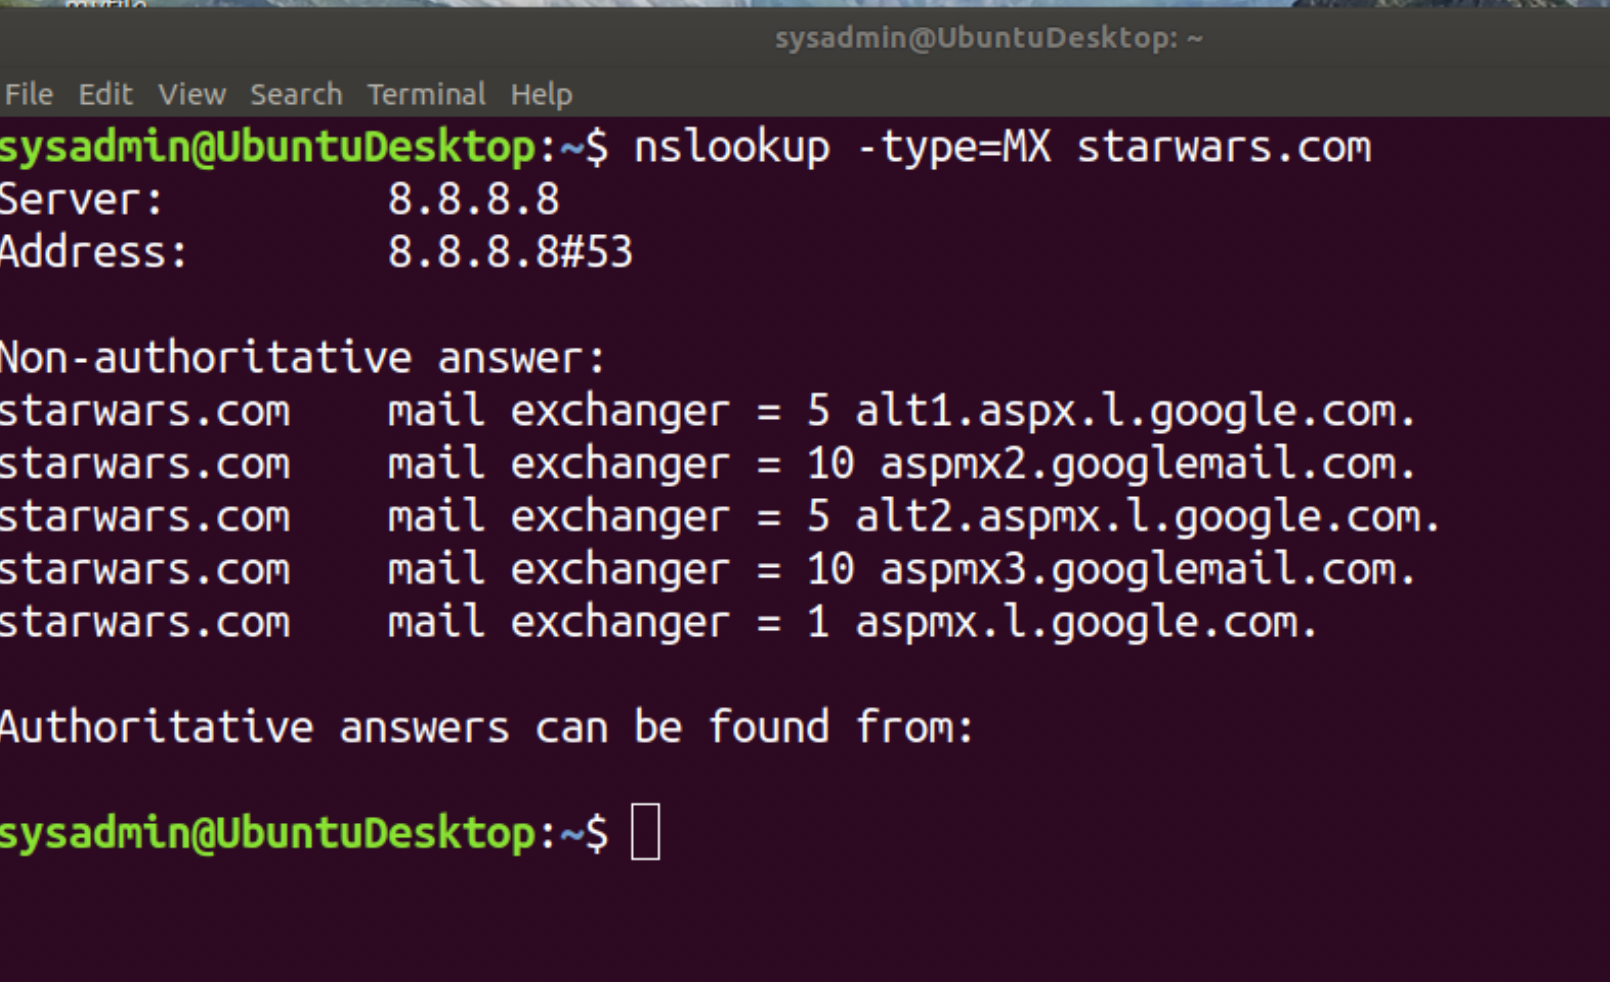 myfile
sysadmin@UbuntuDesktop: ~
File Edit View Search Terminal Help
sysadmin@UbuntuDesktop:~$ nslookup -type=MX starwars.com
Server: 8.8.8.8
Address: 8.8.8.8#53
Non-authoritative answer:
starwars.com mail exchanger = 5 alt1.aspx.l.google.com.
starwars.com mail exchanger = 10 aspmx2.googlemail.com.
starwars.com mail exchanger = 5 alt2.aspmx.l.google.com.
starwars.com mail exchanger = 10 aspmx3.googlemail.com.
starwars.com mail exchanger = 1 aspmx.l.google.com.
Authoritative answers can be found from:
sysadmin@UbuntuDesktop:~$